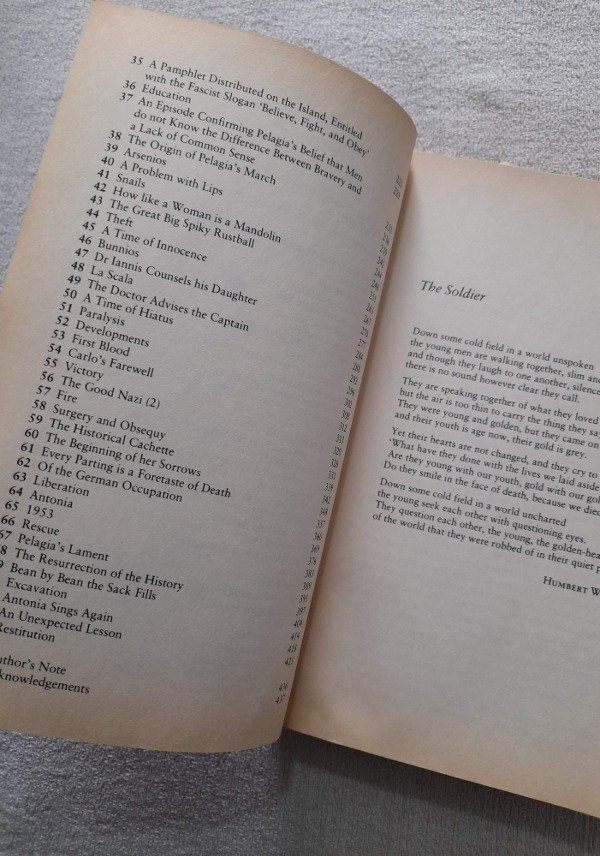 35 A Pamphlet Distributed on the Island, Entitled
with the Fascist Slogan 'Believe, Fight, and Obey'
36 Education
37 An Episode Confirming Pelagia's Belief that Men
do not Know the Difference Between Bravery and
a Lack of Common Sense
38 The Origin of Pelagia's March
39 Arsenios
40 A Problem with Lips
41 Snails
42 How like a Woman is a Mandolin
43 The Great Big Spiky Rustball
44 Theft
45 A Time of Innocence
46 Bunnios
47 Dr Iannis Counsels his Daughter
48 La Scala
49 The Doctor Advises the Captain
50 A Time of Hiatus
51 Paralysis
52 Developments
53 First Blood
54 Carlo's Farewell
55 Victory
56 The Good Nazi (2)
57 Fire
58 Surgery and Obsequy
59 The Historical Cachette
60 The Beginning of her Sorrows
61 Every Parting is a Foretaste of Death
62 Of the German Occupation
63 Liberation
64 Antonia
65 1953
66 Rescue
67 Pelagia's Lament
8 The Resurrection of the History
9 Bean by Bean the Sack Fills
Excavation
Antonia Sings Again
An Unexpected Lesson
Restitution 425
thor's Note 434
knowledgements 437
The Soldier
Down some cold field in a world unspoken
the young men are walking together, slim and
and though they laugh to one another, silence
there is no sound however clear they call.
They are speaking together of what they loved
but the air is too thin to carry the thing they say
They were young and golden, but they came on
and their youth is age now, their gold is grey.
Yet their hearts are not changed, and they cry to
'What have they done with the lives we laid aside
Are they young with our youth, gold with our gold
Do they smile in the face of death, because we died
Down some cold field in a world uncharted
the young seek each other with questioning eyes.
They question each other, the young, the golden-hea
of the world that they were robbed of in their quiet p
HUMBERT W